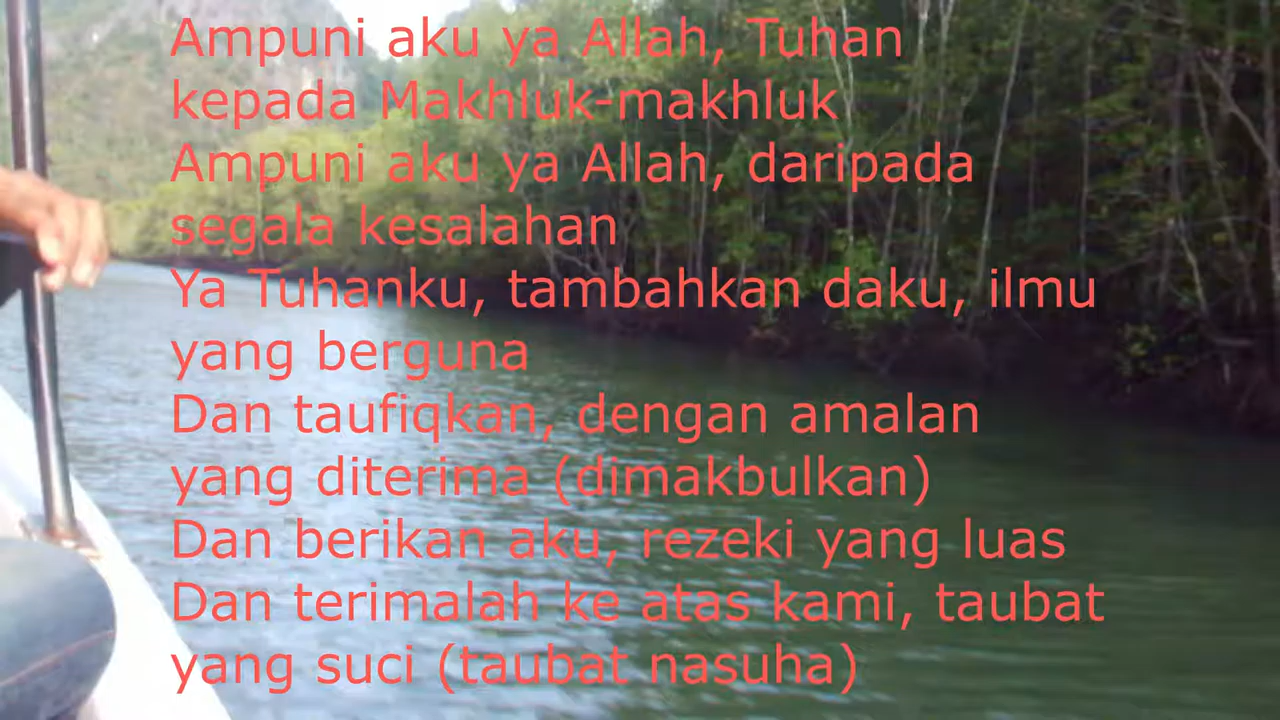 Ampuni aku ya Allah, Tuhan
kepada Makhluk-makhluk
Ampuni aku ya Allah, daripada
segala kesalahan
Ya Tuhanku, tambahkan daku, ilmu
yang berguna
Dan taufiqkan, dengan amalan
yang diterima (dimakbulkan)
Dan berikan aku, rezeki yang luas
Dan terimalah ke atas kami, taubat
yang suci (taubat nasuha)